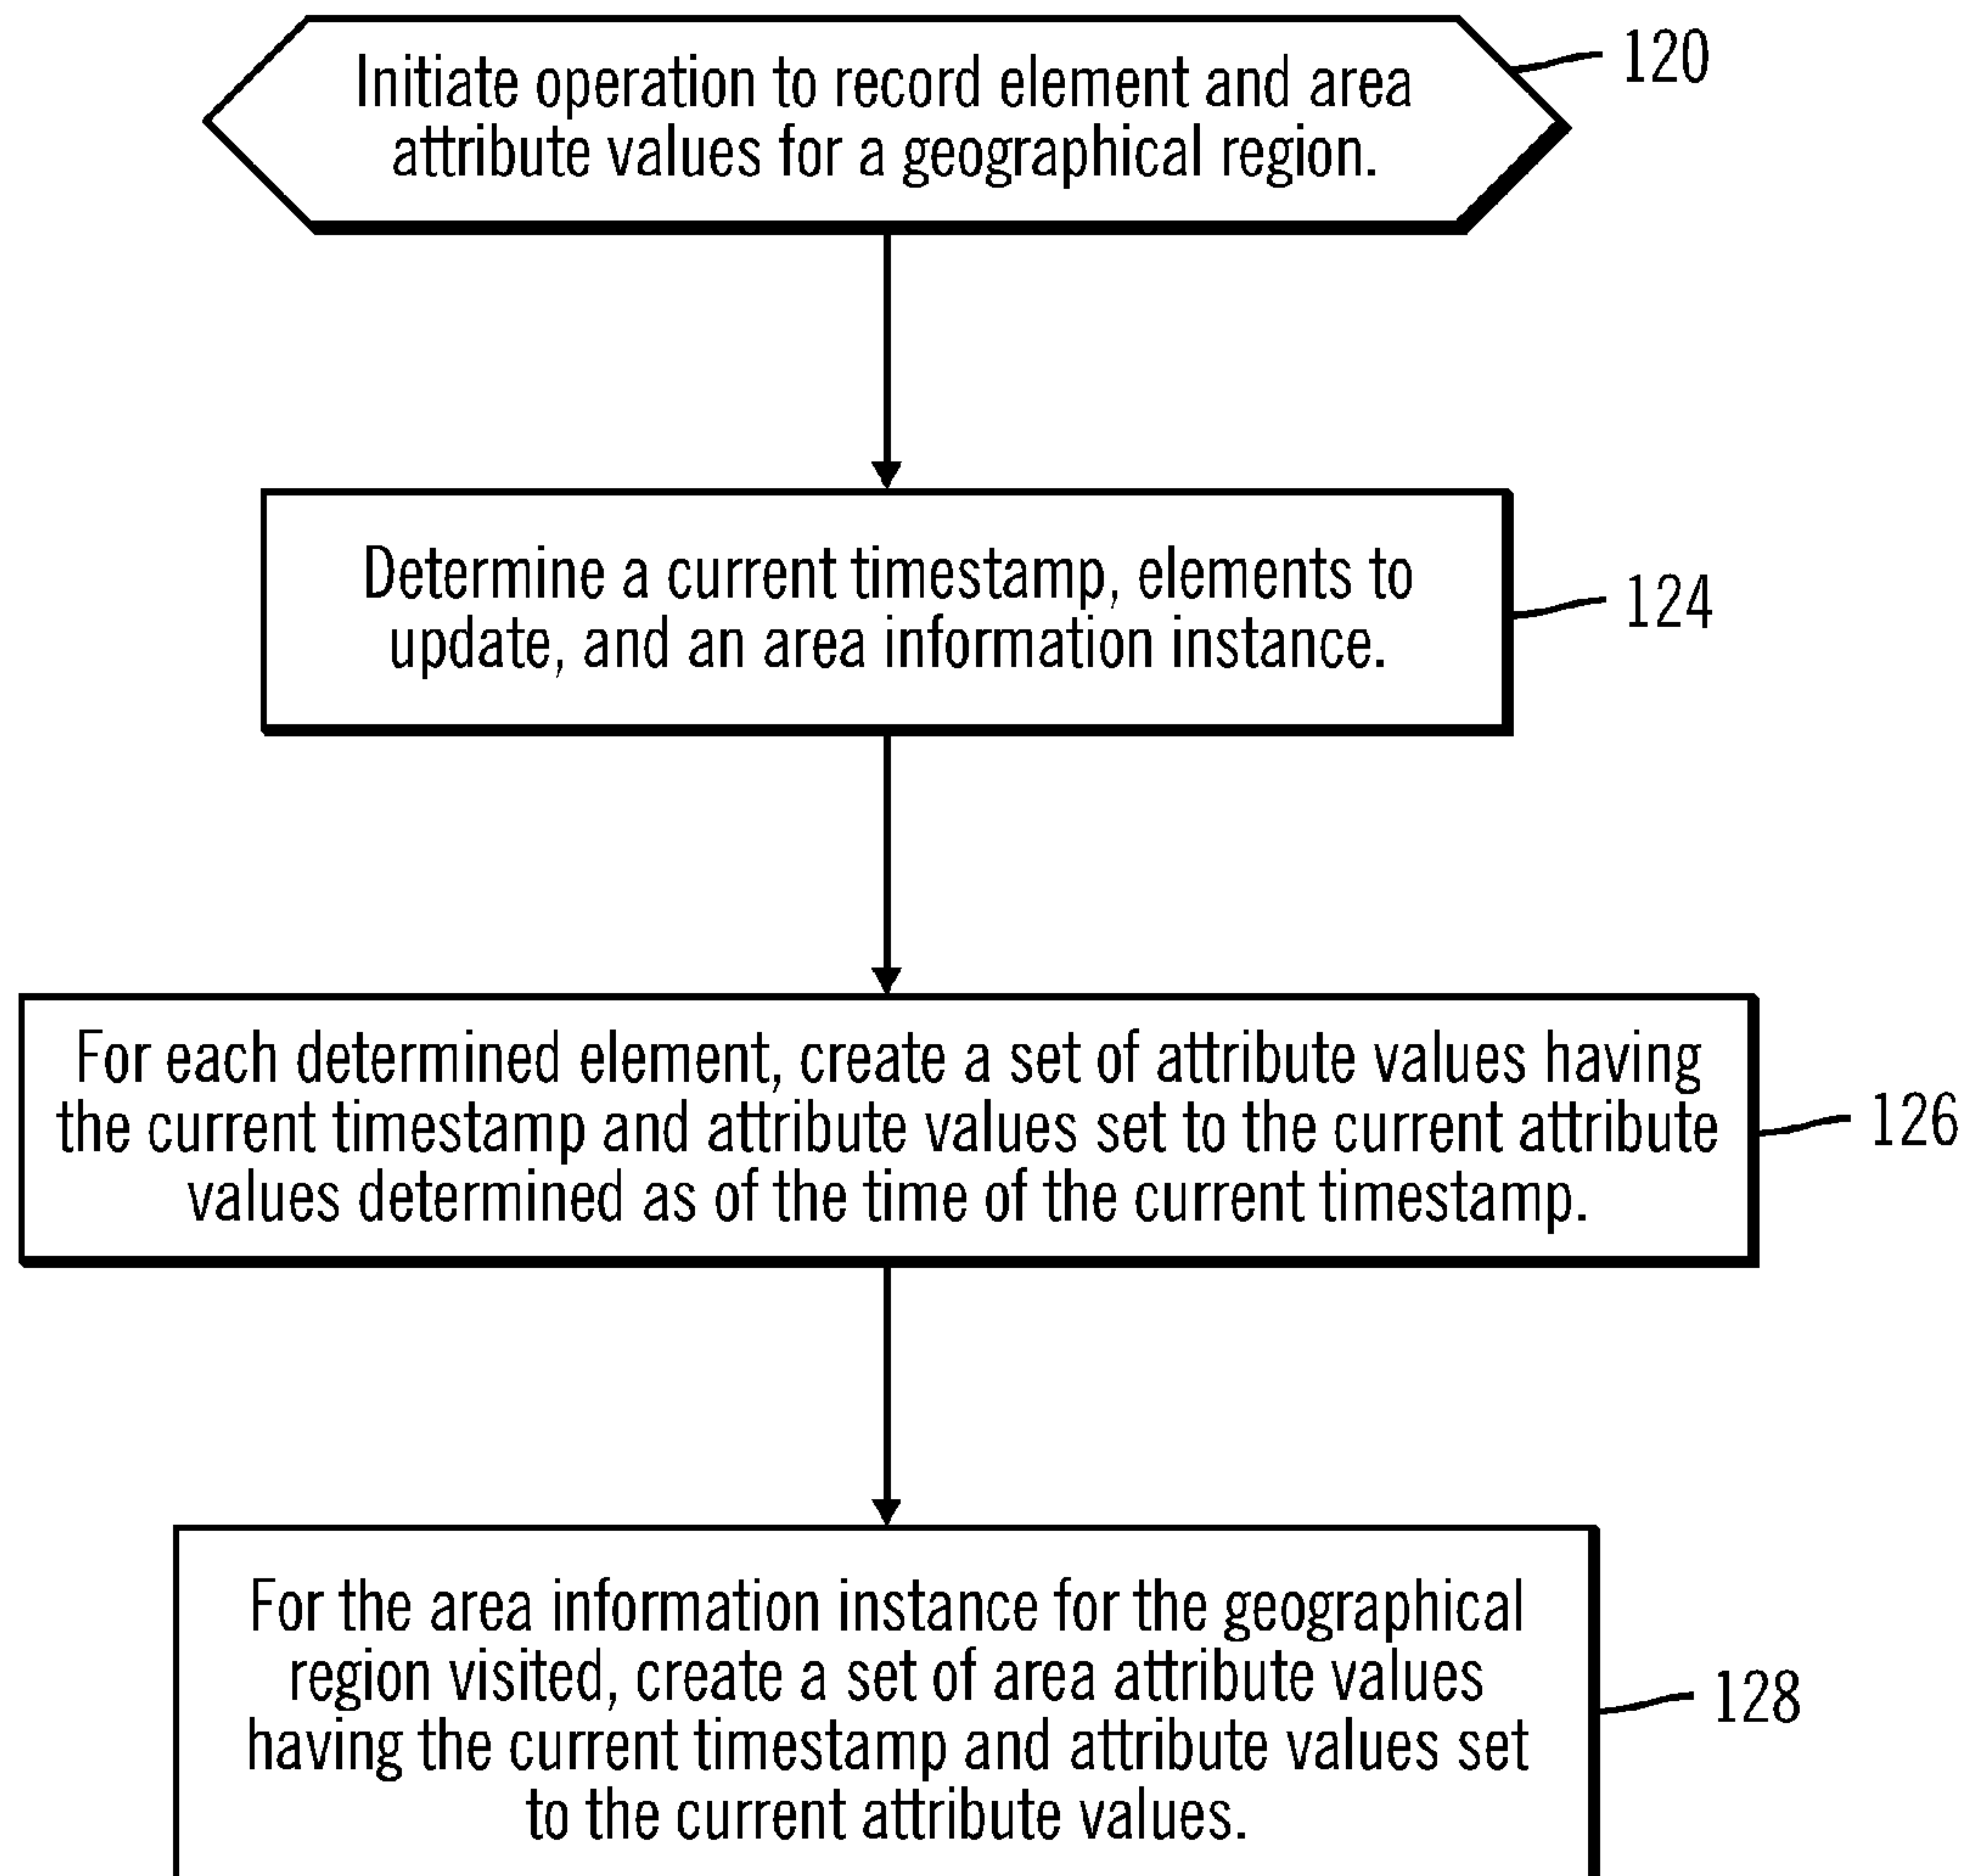 Initiate operation to record element and area
attribute values for a geographical region.
120
Determine a current timestamp, elements to
update, and an area information instance.
124
For each determined element, create a set of attribute values having
the current timestamp and attribute values set to the current attribute
values determined as of the time of the current timestamp.
126
For the area information instance for the geographical
region visited, create a set of area attribute values
having the current timestamp and attribute values set
to the current attribute values.
128